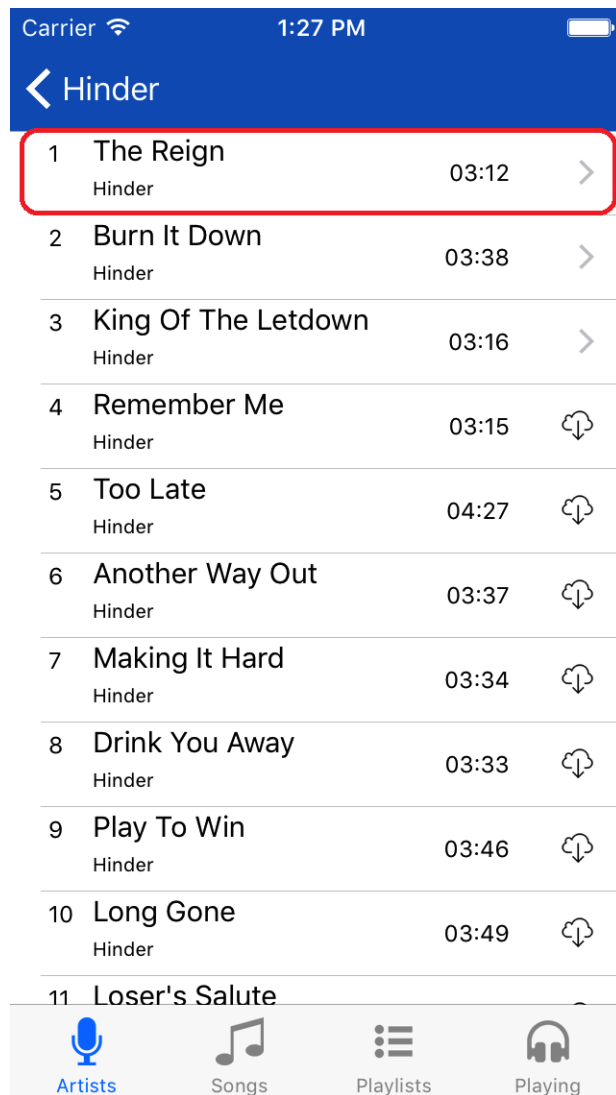 Carrier 1:27 PM
Hinder
1 The Reign 03:12
Hinder
2 Burn It Down 03:38
Hinder
3 King Of The Letdown 03:16
Hinder
4 Remember Me 03:15
Hinder
5 Too Late 04:27
Hinder
6 Another Way Out 03:37
Hinder
7 Making It Hard 03:34
Hinder
8 Drink You Away 03:33
Hinder
9 Play To Win 03:46
Hinder
10 Long Gone 03:49
Hinder
11 Loser's Salute
Artists Songs Playlists Playing